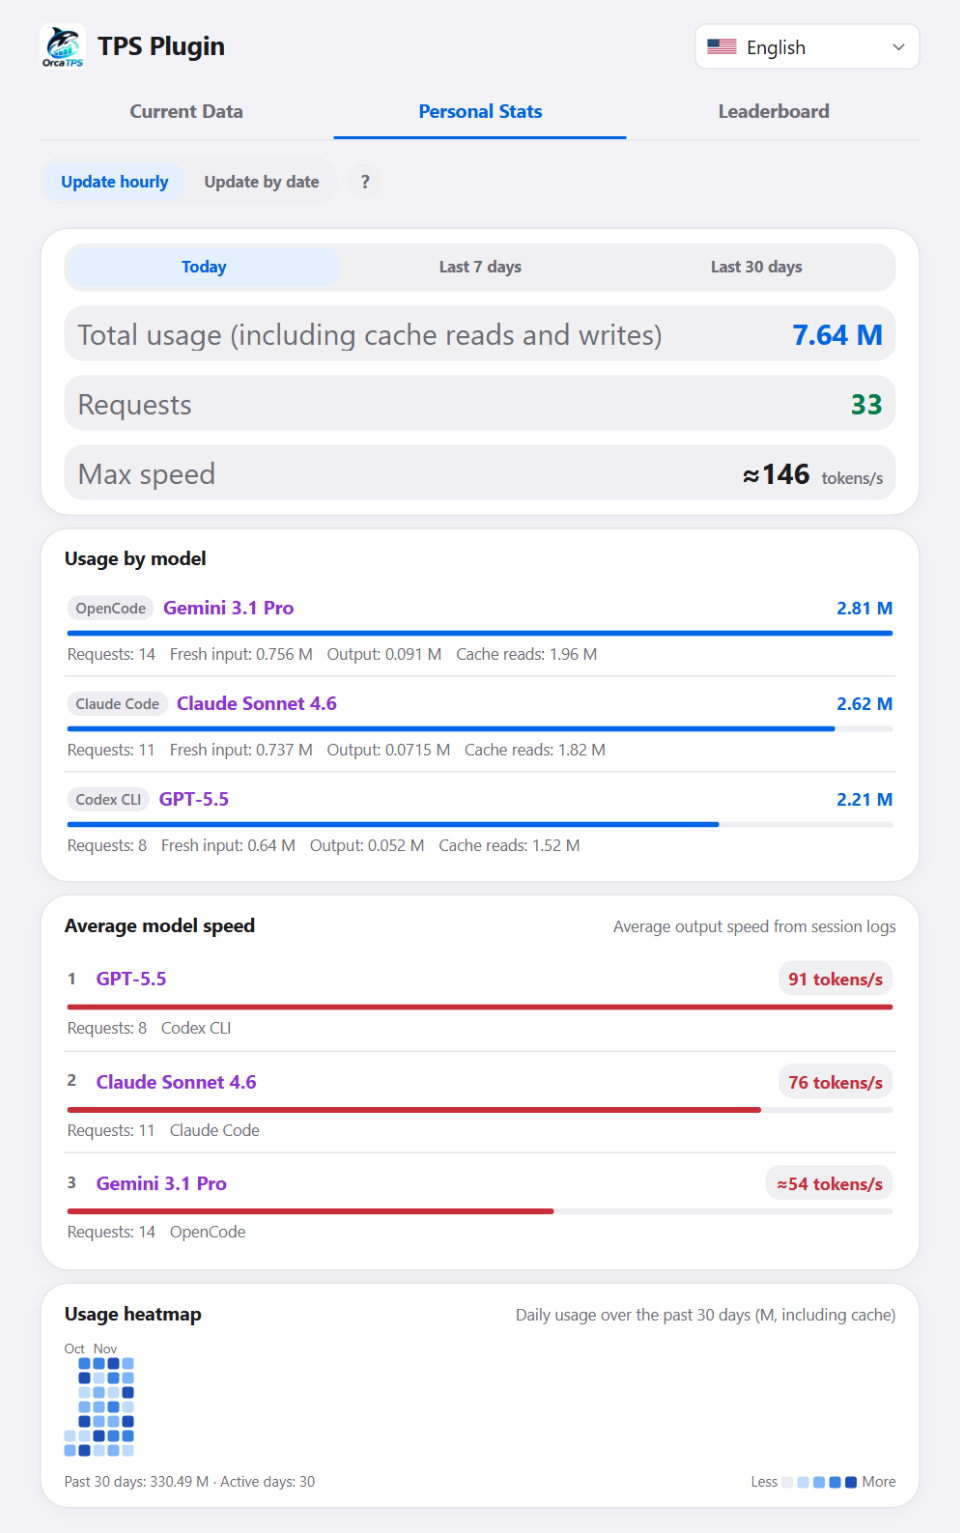 OrcaTPS
TPS Plugin
English
Current Data
Personal Stats
Leaderboard
Update hourly
Update by date
?
Today
Last 7 days
Last 30 days
Total usage (including cache reads and writes)
7.64 M
Requests
33
Max speed
≈146 tokens/s
Usage by model
OpenCode Gemini 3.1 Pro
2.81 M
Requests: 14 Fresh input: 0.756 M Output: 0.091 M Cache reads: 1.96 M
Claude Code Claude Sonnet 4.6
2.62 M
Requests: 11 Fresh input: 0.737 M Output: 0.0715 M Cache reads: 1.82 M
Codex CLI GPT-5.5
2.21 M
Requests: 8 Fresh input: 0.64 M Output: 0.052 M Cache reads: 1.52 M
Average model speed
Average output speed from session logs
1 GPT-5.5
91 tokens/s
Requests: 8 Codex CLI
2 Claude Sonnet 4.6
76 tokens/s
Requests: 11 Claude Code
3 Gemini 3.1 Pro
≈54 tokens/s
Requests: 14 OpenCode
Usage heatmap
Daily usage over the past 30 days (M, including cache)
Oct Nov
Past 30 days: 330.49 M · Active days: 30
Less
More